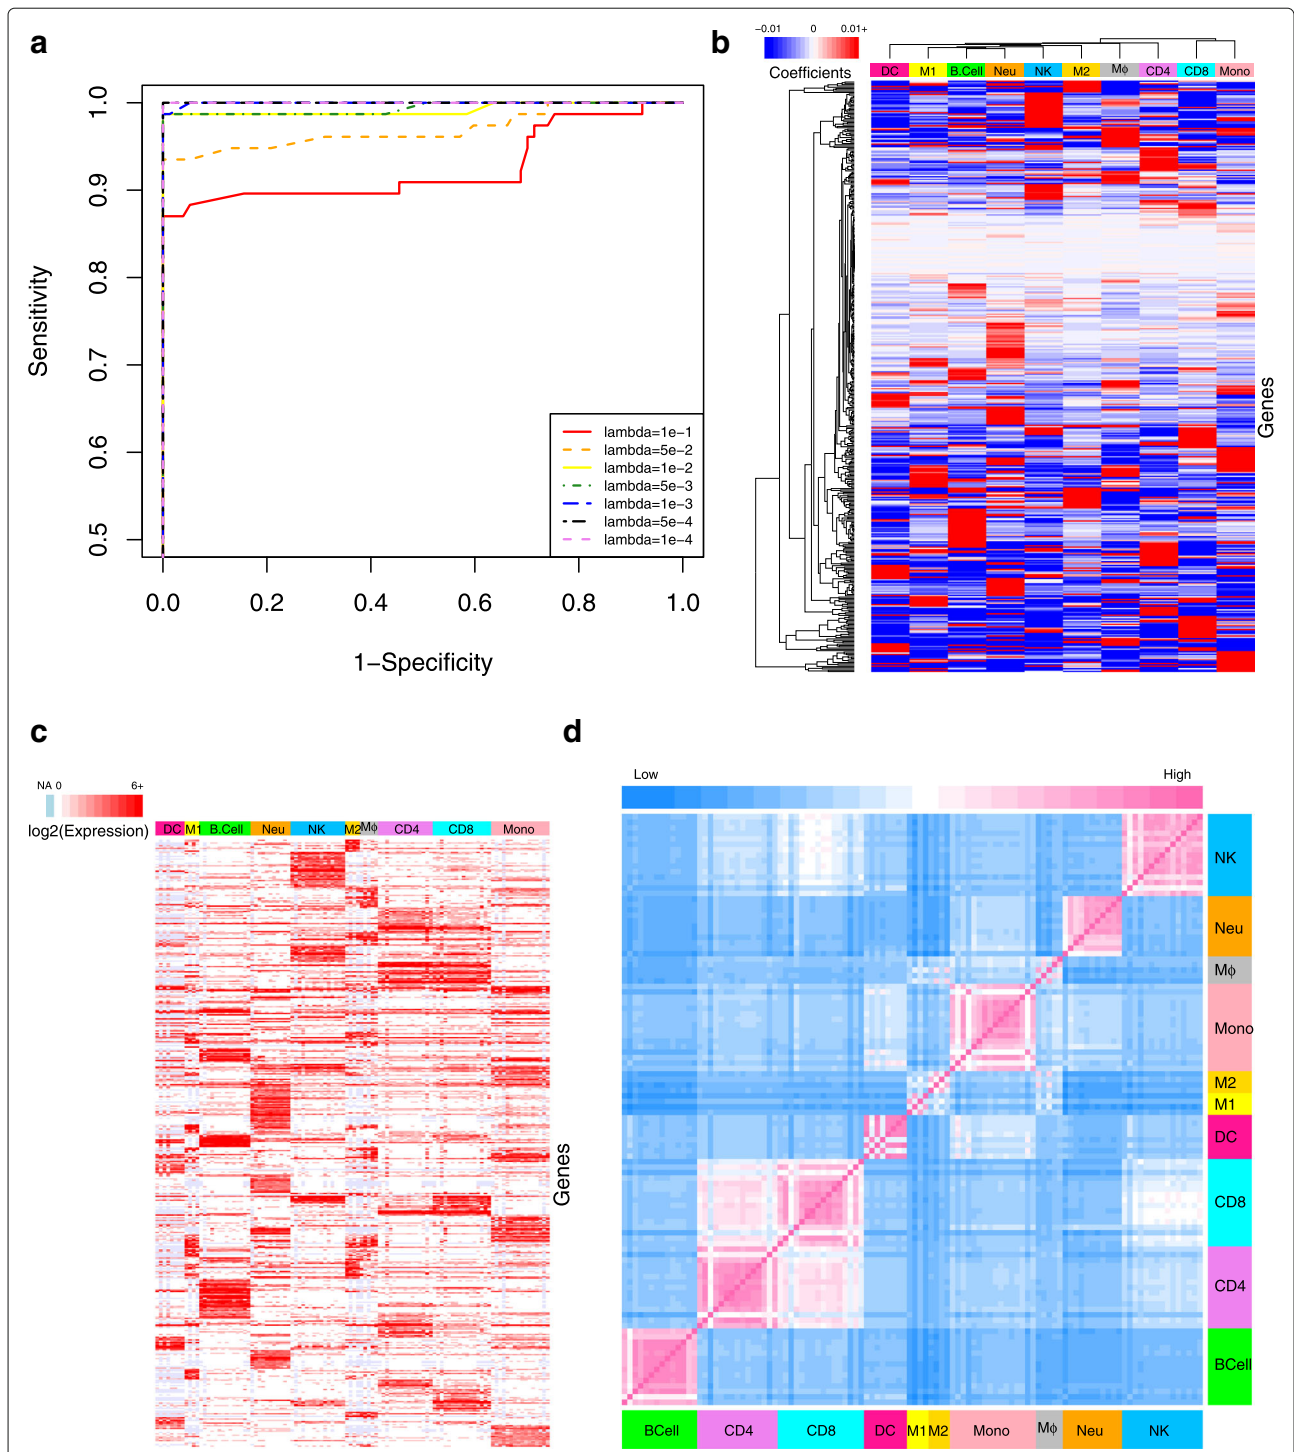 a
1.0
0.9
0.8
0.7
0.6
0.5
Sensitivity
lambda=1e-1
lambda=5e-2
lambda=1e-2
lambda=5e-3
lambda=1e-3
lambda=5e-4
lambda=1e-4
0.0 0.2 0.4 0.6 0.8 1.0
1−Specificity
b
−0.01 0 0.01+
Coefficients
DC M1 B.Cell Neu NK M2 Mϕ CD4 CD8 Mono
Genes
c
NA 0 6+
log2(Expression)
DC M1 B.Cell Neu NK M2 Mϕ CD4 CD8 Mono
Genes
d
Low High
NK
Neu
Mϕ
Mono
M2
M1
DC
CD8
CD4
BCell
BCell CD4 CD8 DC M1 M2 Mono Mϕ Neu NK